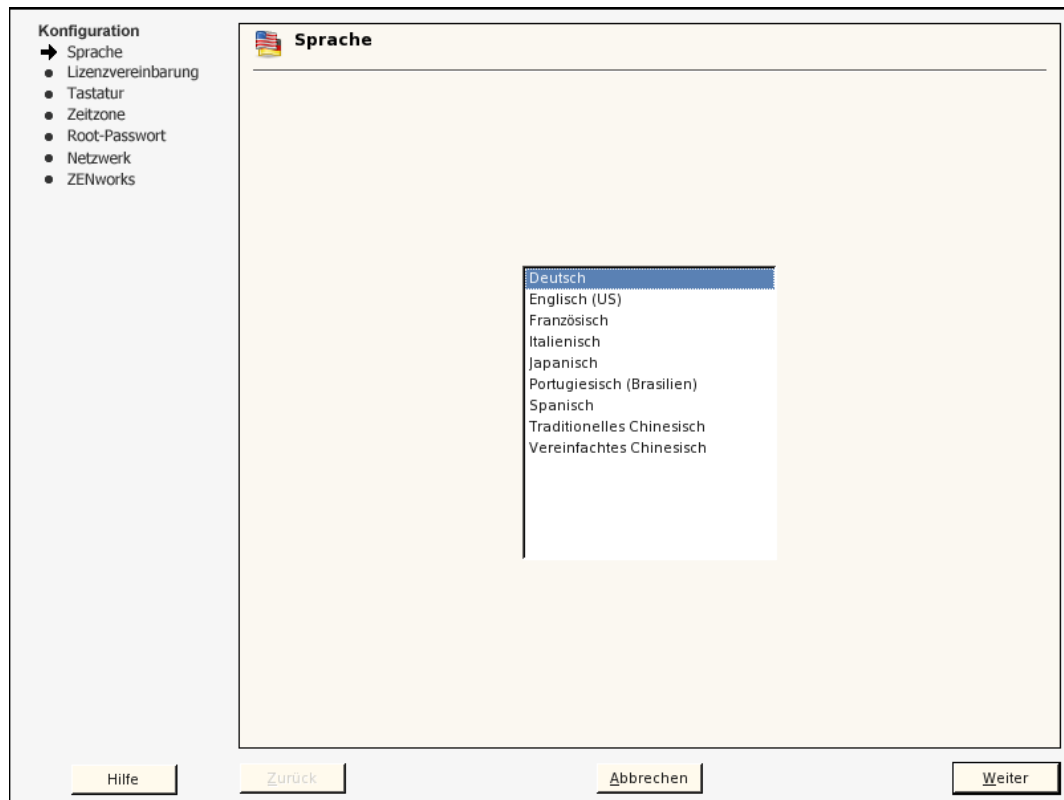 Konfiguration
Sprache
Lizenzvereinbarung
Tastatur
Zeitzone
Root-Passwort
Netzwerk
ZENworks
Sprache
Deutsch
Englisch (US)
Französisch
Italienisch
Japanisch
Portugiesisch (Brasilien)
Spanisch
Traditionelles Chinesisch
Vereinfachtes Chinesisch
Hilfe
Zurück
Abbrechen
Weiter